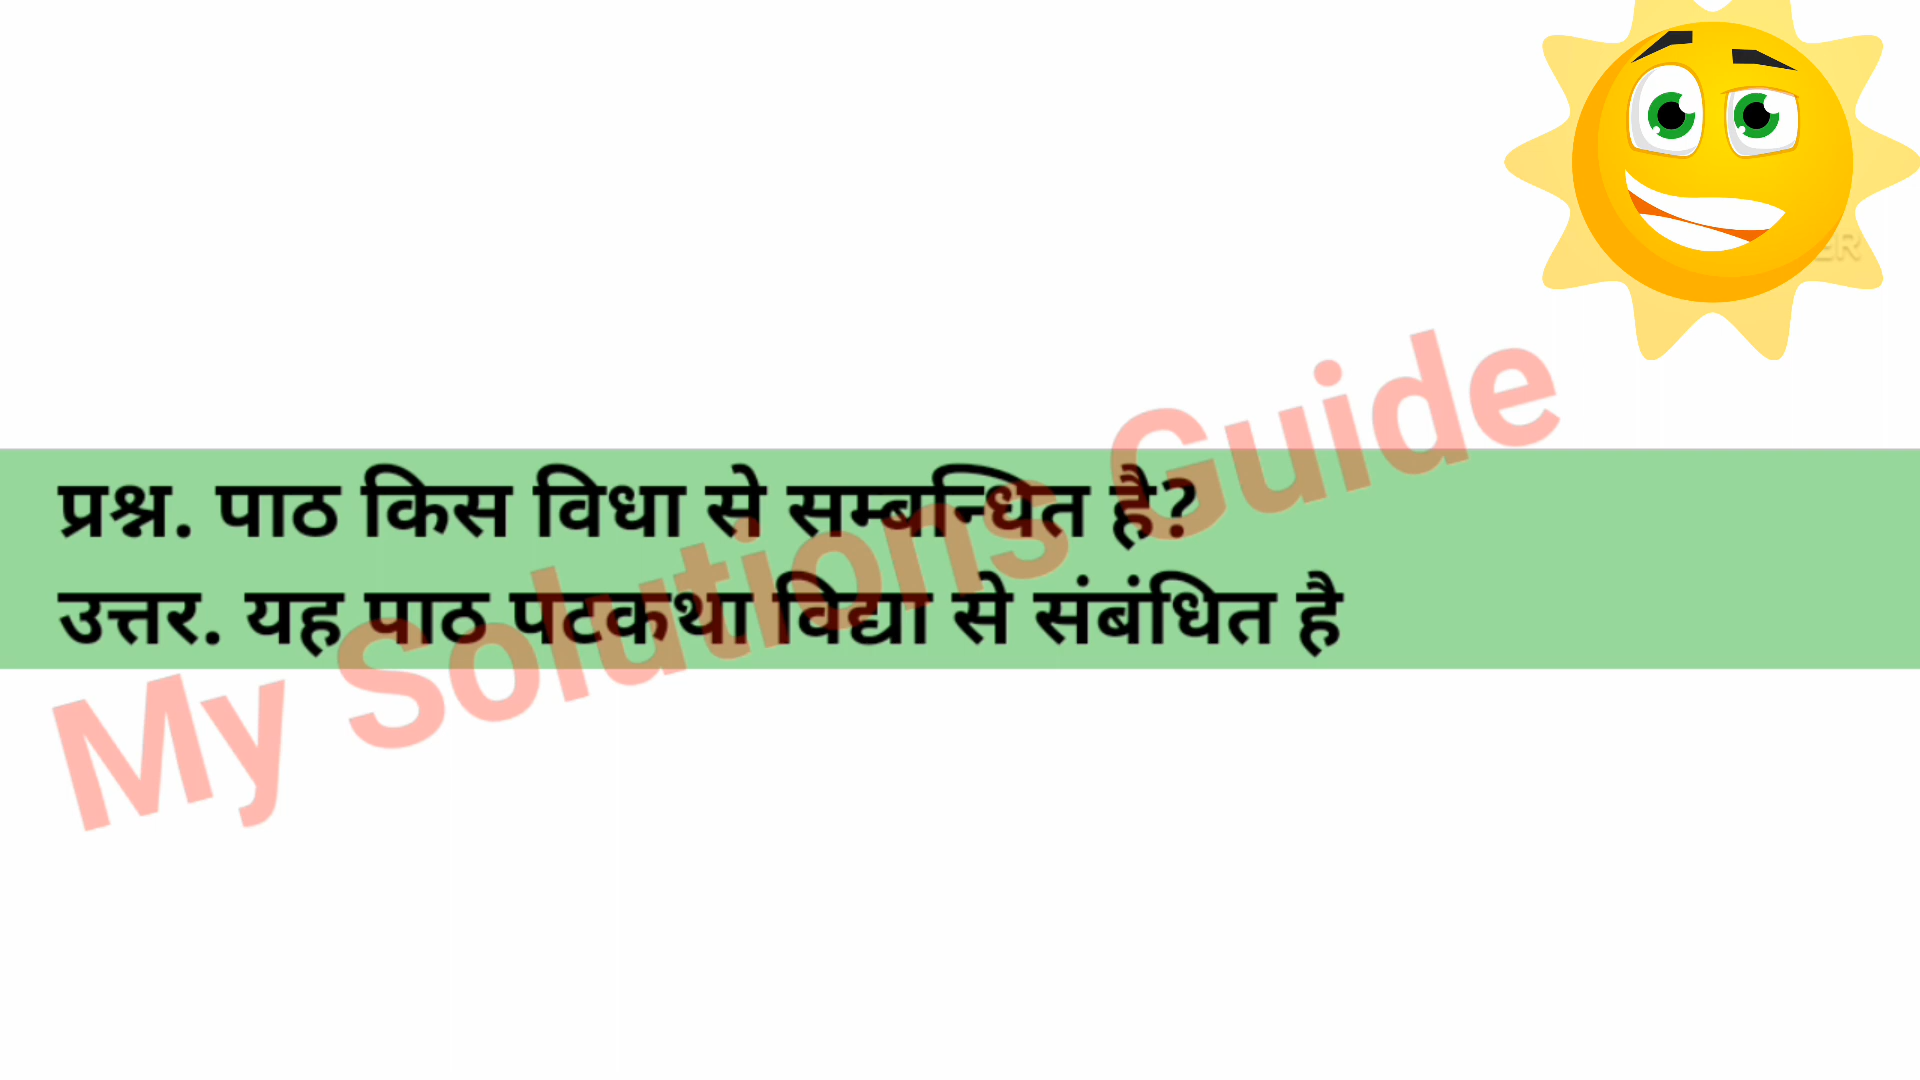 प्रश्न. पाठ किस विधा से सम्बन्धित है?
उत्तर. यह पाठ पटकथा विद्या से संबंधित है
My Solutions Guide